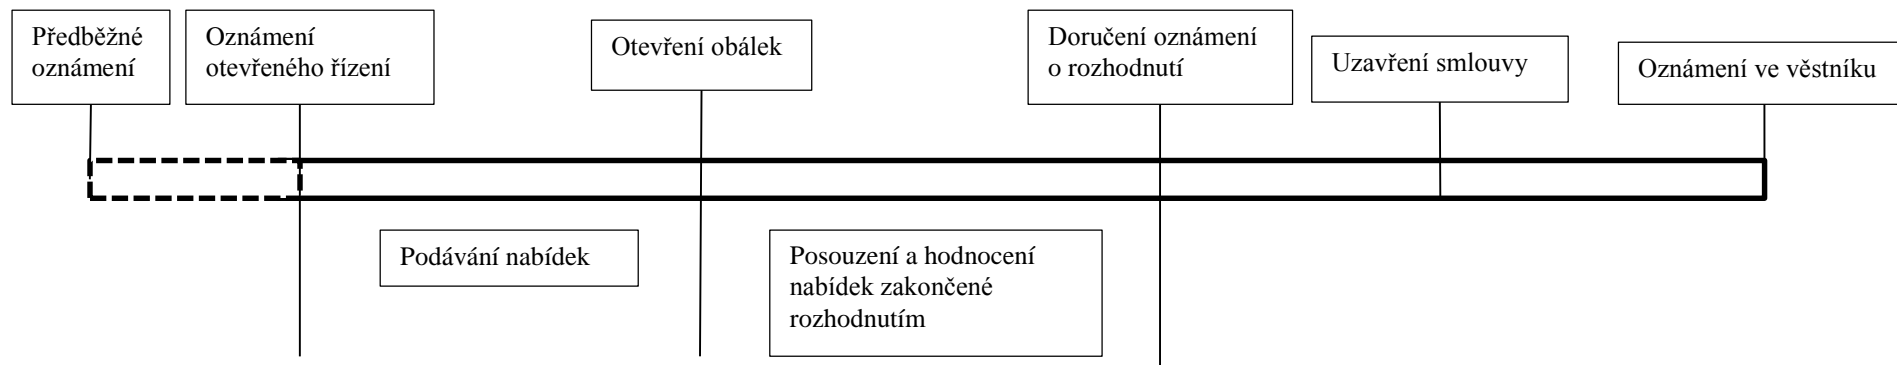 Předběžné
oznámení
Oznámení
otevřeného řízení
Otevření obálek
Doručení oznámení
o rozhodnutí
Uzavření smlouvy
Oznámení ve věstníku
Podávání nabídek
Posouzení a hodnocení
nabídek zakončené
rozhodnutím